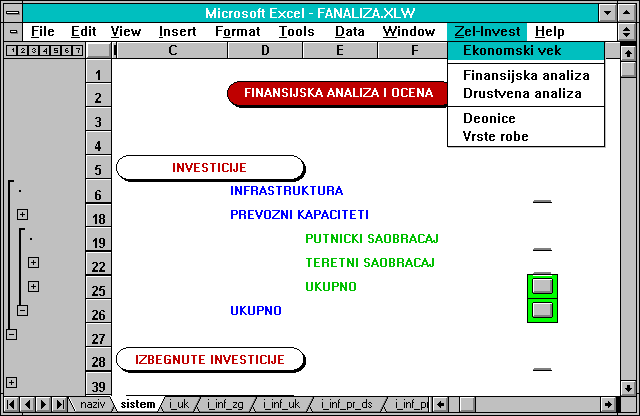 Microsoft Excel - FANALIZA.XLW
File Edit View Insert Format Tools Data Window Zel-Invest Help
Ekonomski vek
Finansijska analiza
Drustvena analiza
Deonice
Vrste robe
1 2 3 4 5 6 7 8
C D E F
1
2 FINANSIJSKA ANALIZA I OCENA
3
5 INVESTICIJE
6 INFRASTRUKTURA
18 PREVOZNI KAPACITETI
19 PUTNICKI SAOBRACAJ
22 TERETNI SAOBRACAJ
25 UKUPNO
26 UKUPNO
27
28 IZBEGNUTE INVESTICIJE
39
naziv sistem i_uk i_inf_zg i_inf_uk i_inf_pr_ds